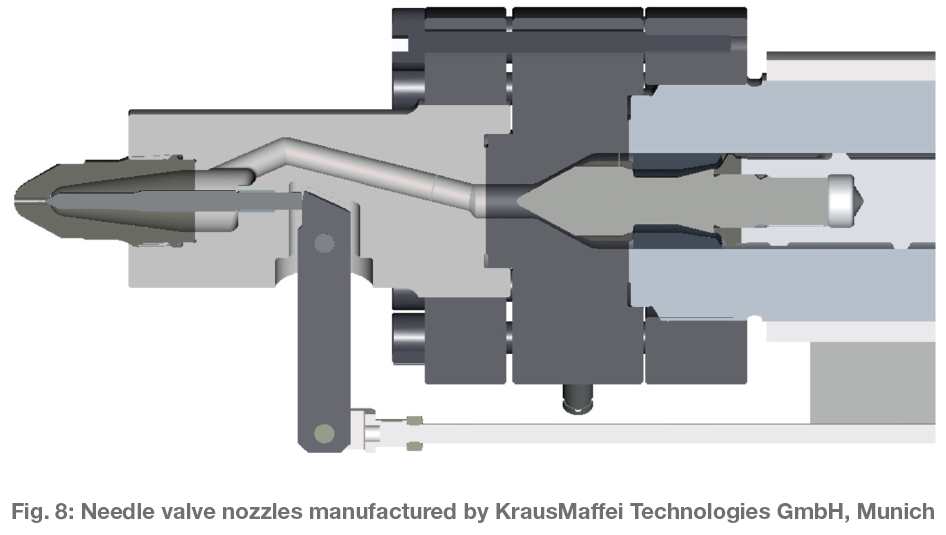 Fig. 8: Needle valve nozzles manufactured by KrausMaffei Technologies GmbH, Munich